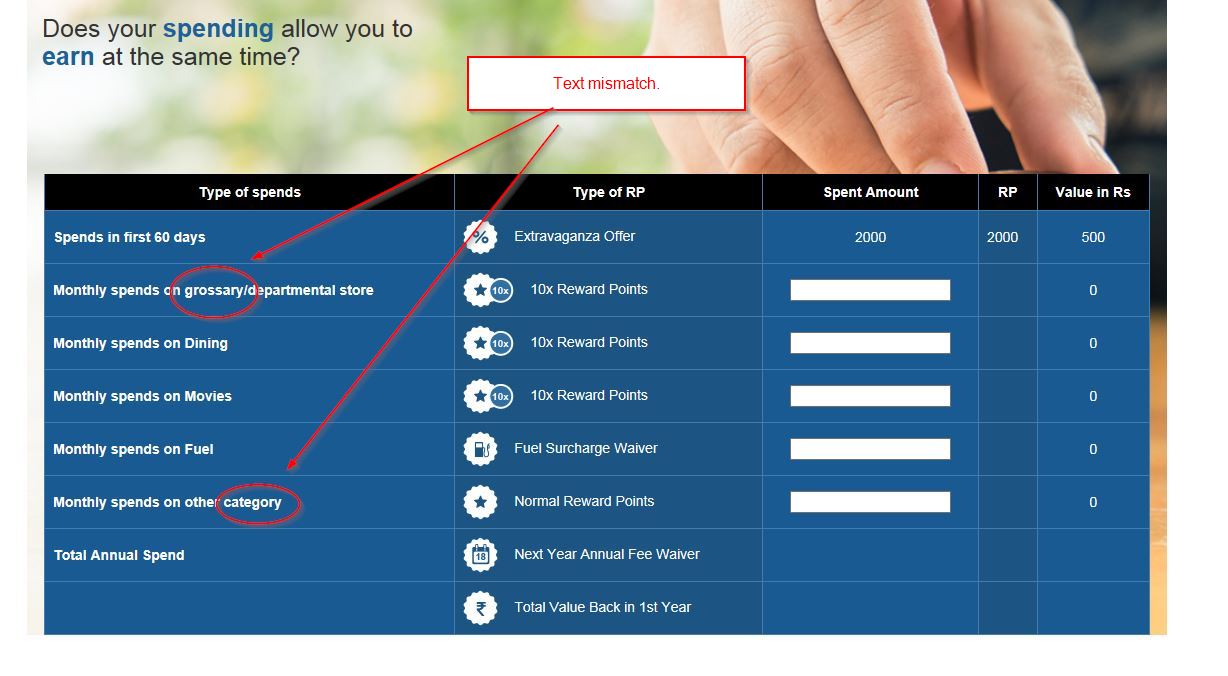 Does your spending allow you to
earn at the same time?
Text mismatch.
Type of spends Type of RP Spent Amount RP Value in Rs
Spends in first 60 days % Extravaganza Offer 2000 2000 500
Monthly spends on grossary/departmental store 10x 10x Reward Points 0
Monthly spends on Dining 10x 10x Reward Points 0
Monthly spends on Movies 10x 10x Reward Points 0
Monthly spends on Fuel Fuel Surcharge Waiver 0
Monthly spends on other category Normal Reward Points 0
Total Annual Spend 18 Next Year Annual Fee Waiver
₹ Total Value Back in 1st Year